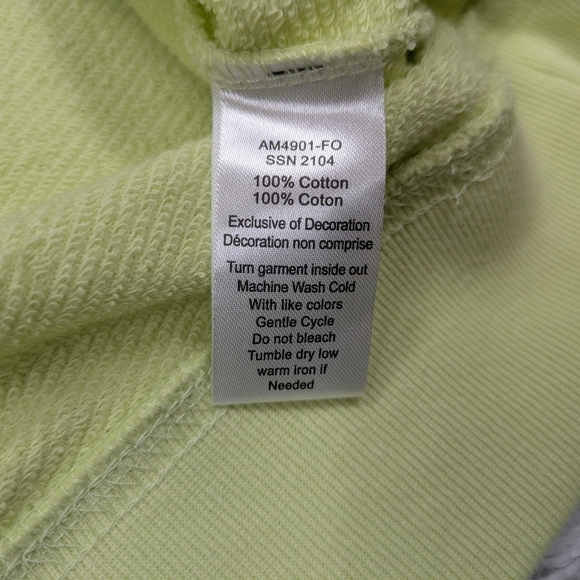 AM4901-FO
SSN 2104
100% Cotton
100% Coton
Exclusive of Decoration
Décoration non comprise
Turn garment inside out
Machine Wash Cold
With like colors
Gentle Cycle
Do not bleach
Tumble dry low
warm iron if
Needed